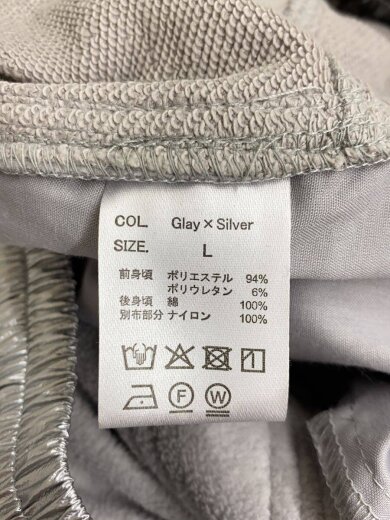 COL. Glay×Silver
SIZE. L
前身頃 ポリエステル 94%
ポリウレタン 6%
後身頃 綿 100%
別布部分 ナイロン 100%
F W